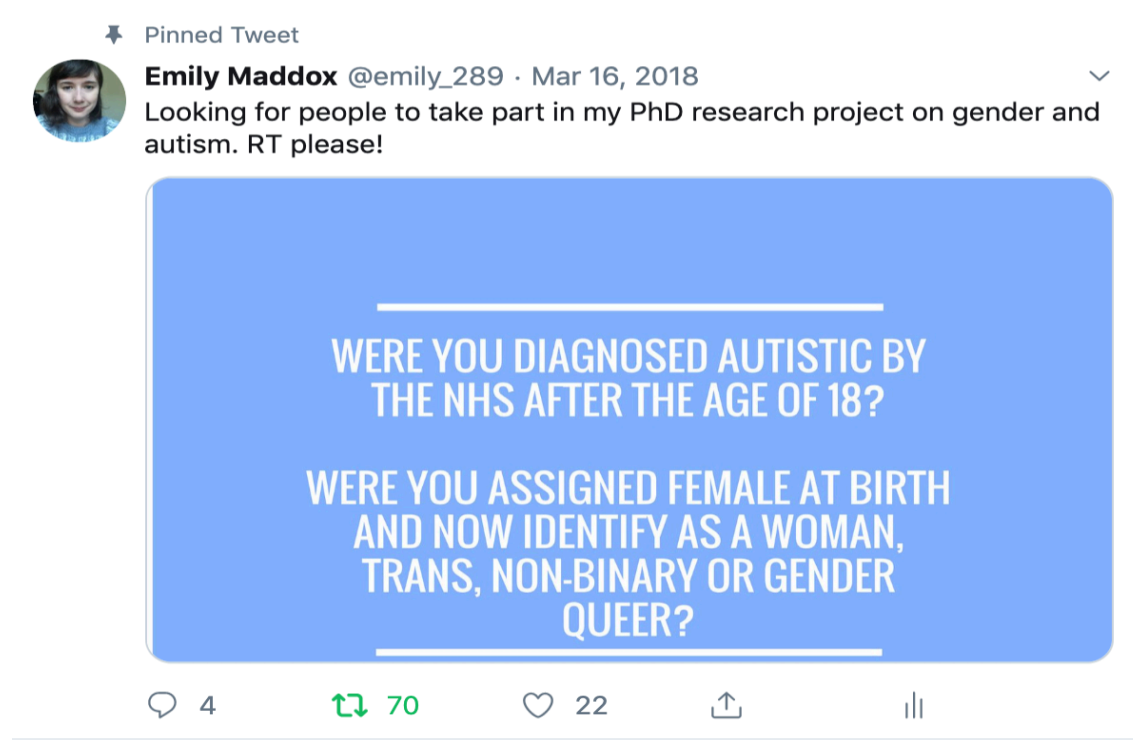 Pinned Tweet
Emily Maddox @emily_289 · Mar 16, 2018
Looking for people to take part in my PhD research project on gender and
autism. RT please!
WERE YOU DIAGNOSED AUTISTIC BY
THE NHS AFTER THE AGE OF 18?
WERE YOU ASSIGNED FEMALE AT BIRTH
AND NOW IDENTIFY AS A WOMAN,
TRANS, NON-BINARY OR GENDER
QUEER?
4 70 22